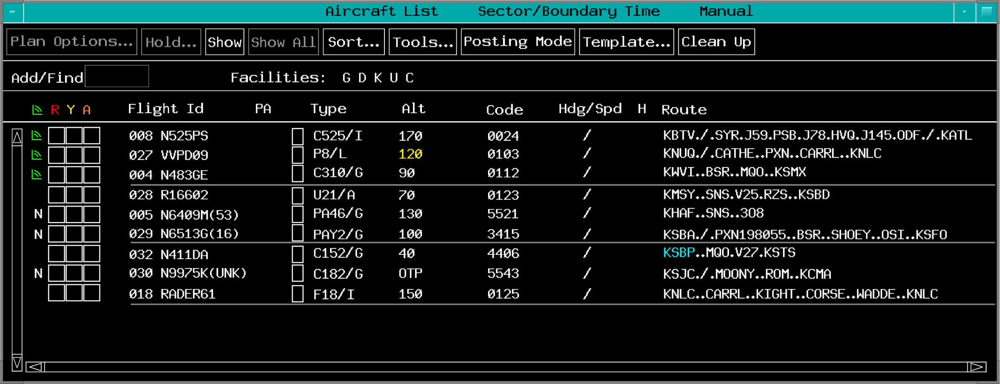 Aircraft List Sector/Boundary Time Manual
Plan Options... Hold... Show Show All Sort... Tools... Posting Mode Template... Clean Up
Add/Find Facilities: G D K U C
R Y A Flight Id PA Type Alt Code Hdg/Spd H Route
008 N525PS C525/I 170 0024 / KBTV./.SYR.J59.PSB.J78.HVQ.J145.ODF./.KATL
027 VVPD09 P8/L 120 0103 / KNUQ./.CATHE..PXN..CARRL..KNLC
004 N483GE C310/G 90 0112 / KWVI..BSR..MQO..KSMX
028 R16602 U21/A 70 0123 / KMSY..SNS.V25.RZS..KSBD
N 005 N6409M(53) PA46/G 130 5521 / KHAF..SNS..3O8
N 029 N6513G(16) PAY2/G 100 3415 / KSBA./.PXN198055..BSR..SHOEY..OSI..KSFO
032 N411DA C152/G 40 4406 / KSBP..MQO.V27.KSTS
N 030 N9975K(UNK) C182/G OTP 5543 / KSJC./.MOONY..ROM..KCMA
018 RADER61 F18/I 150 0125 / KNLC..CARRL..KIGHT..CORSE..WADDE..KNLC